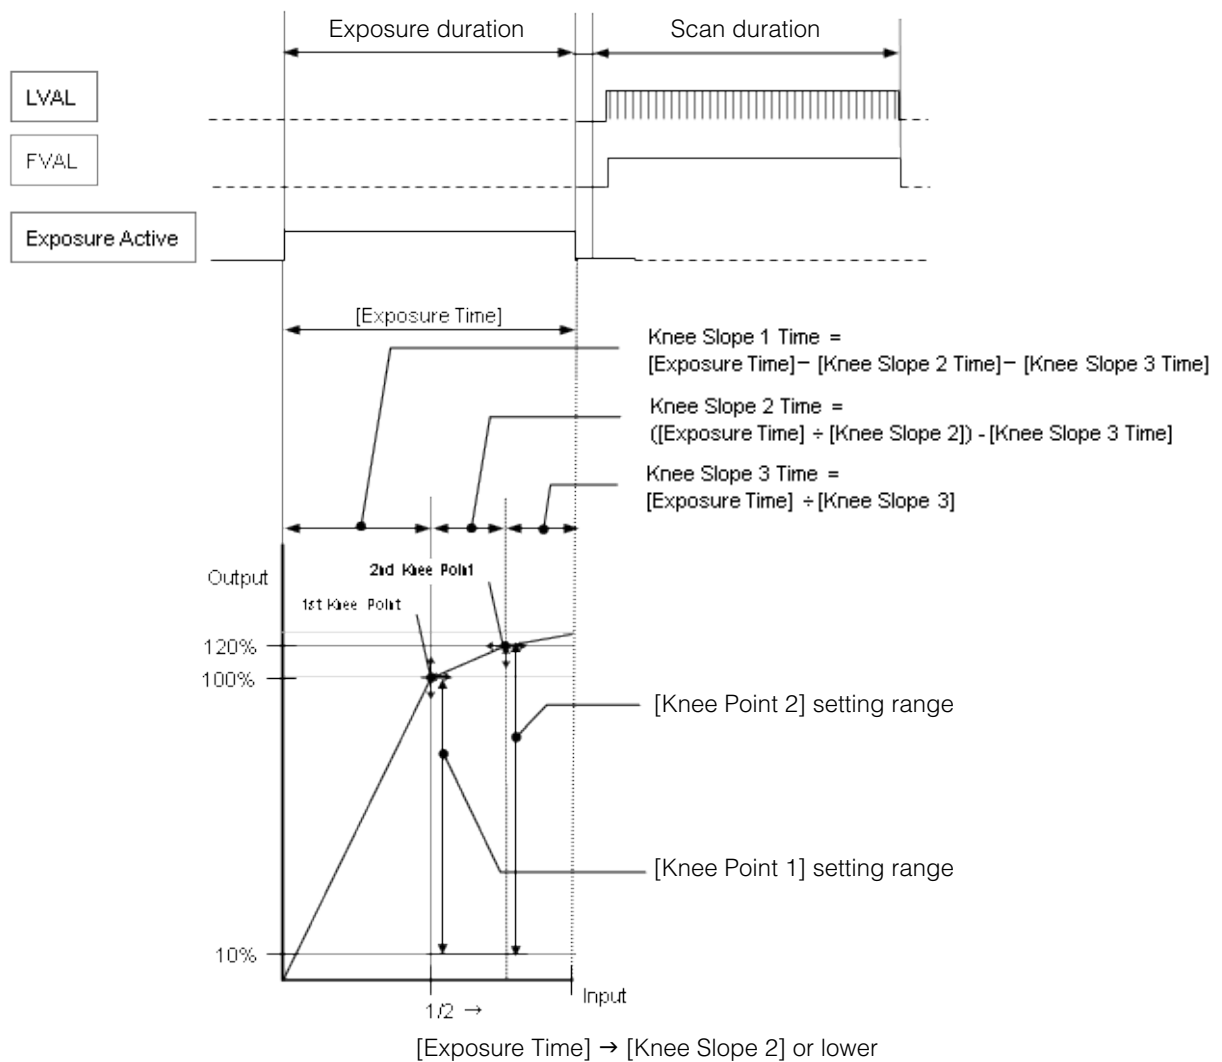 Exposure duration
Scan duration
LVAL
FVAL
Exposure Active
[Exposure Time]
Knee Slope 1 Time =
[Exposure Time]− [Knee Slope 2 Time]− [Knee Slope 3 Time]
Knee Slope 2 Time =
([Exposure Time] ÷ [Knee Slope 2]) - [Knee Slope 3 Time]
Knee Slope 3 Time =
[Exposure Time] ÷ [Knee Slope 3]
Output
2nd Knee Point
1st Knee Point
120%
100%
[Knee Point 2] setting range
[Knee Point 1] setting range
10%
Input
1/2 →
[Exposure Time] → [Knee Slope 2] or lower